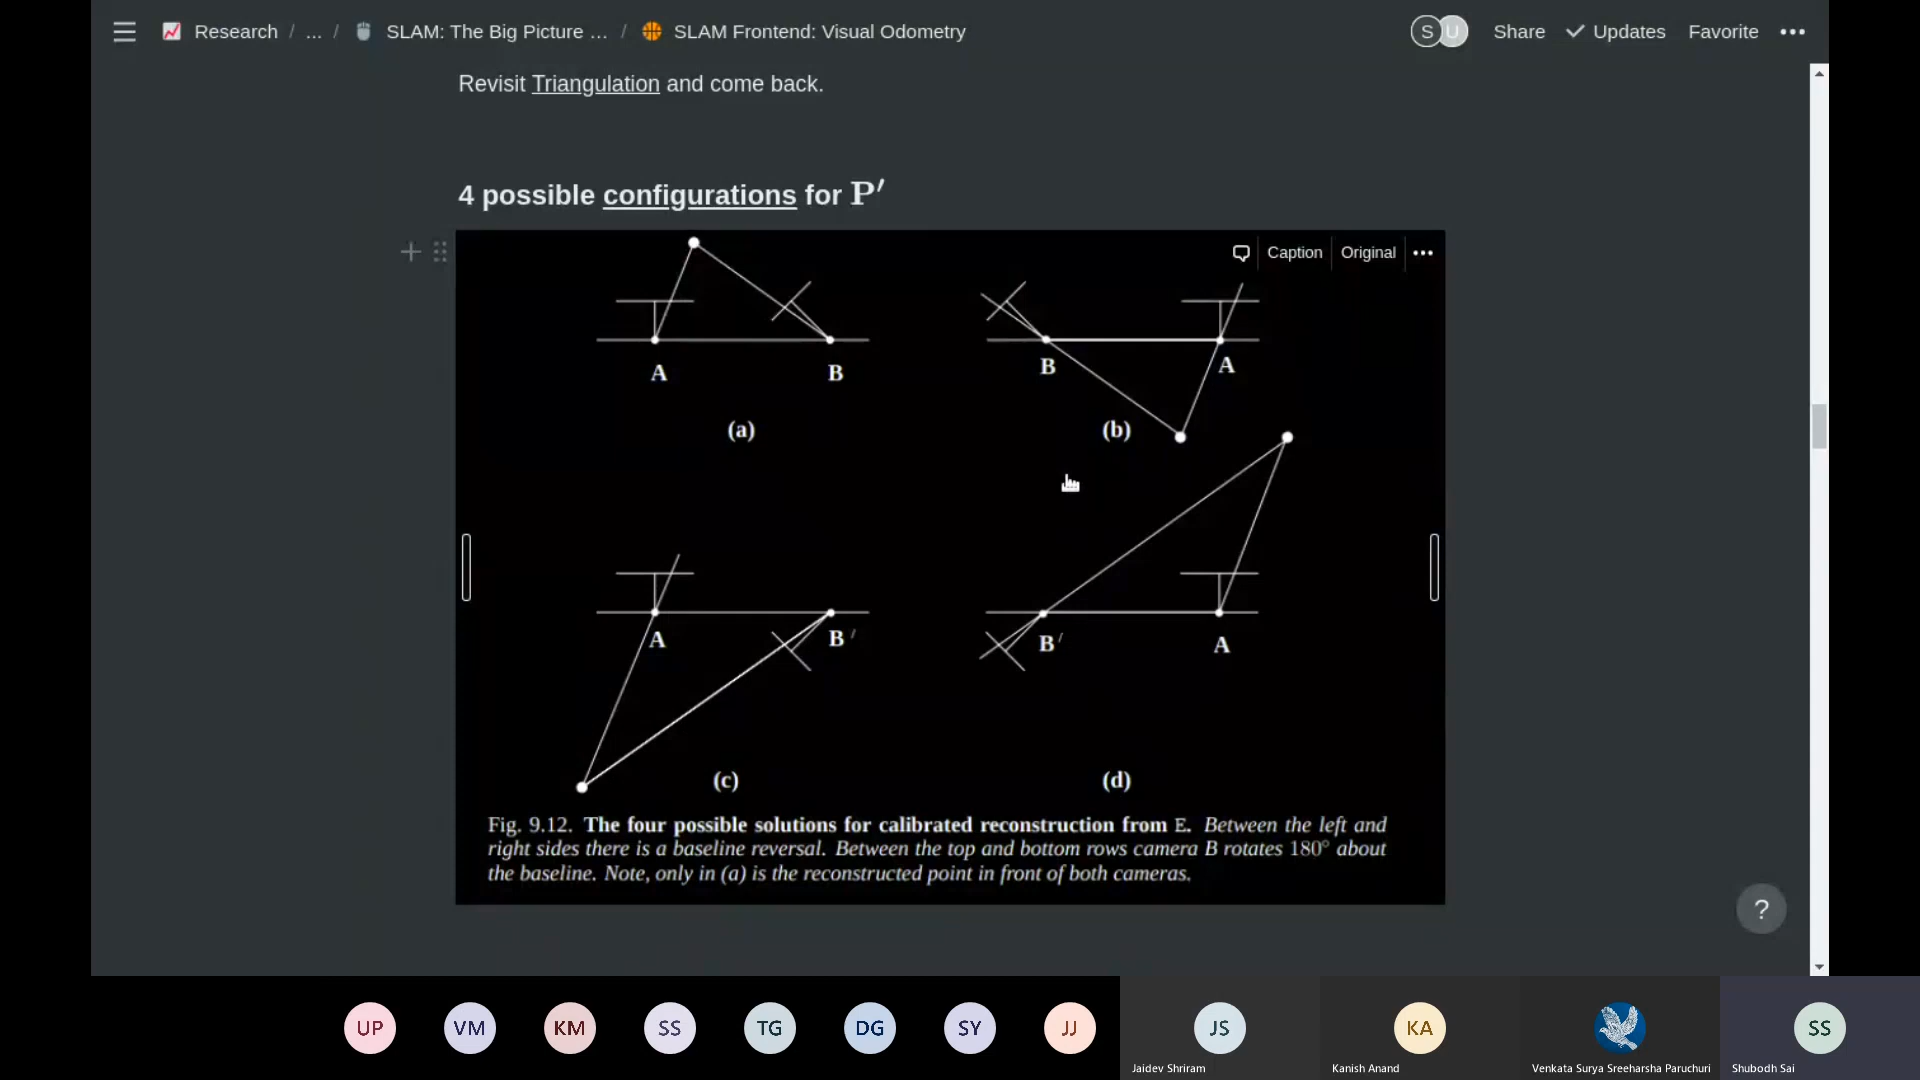 Research / ... / SLAM: The Big Picture ... / SLAM Frontend: Visual Odometry
S U Share Updates Favorite
Revisit Triangulation and come back.
4 possible configurations for P′
Caption Original
A B
B A
(a) (b)
A B′
B′ A
(c) (d)
Fig. 9.12. The four possible solutions for calibrated reconstruction from E. Between the left and
right sides there is a baseline reversal. Between the top and bottom rows camera B rotates 180° about
the baseline. Note, only in (a) is the reconstructed point in front of both cameras.
?
UP VM KM SS TG DG SY JJ JS KA SS
Jaidev Shriram Kanish Anand Venkata Surya Sreeharsha Paruchuri Shubodh Sai